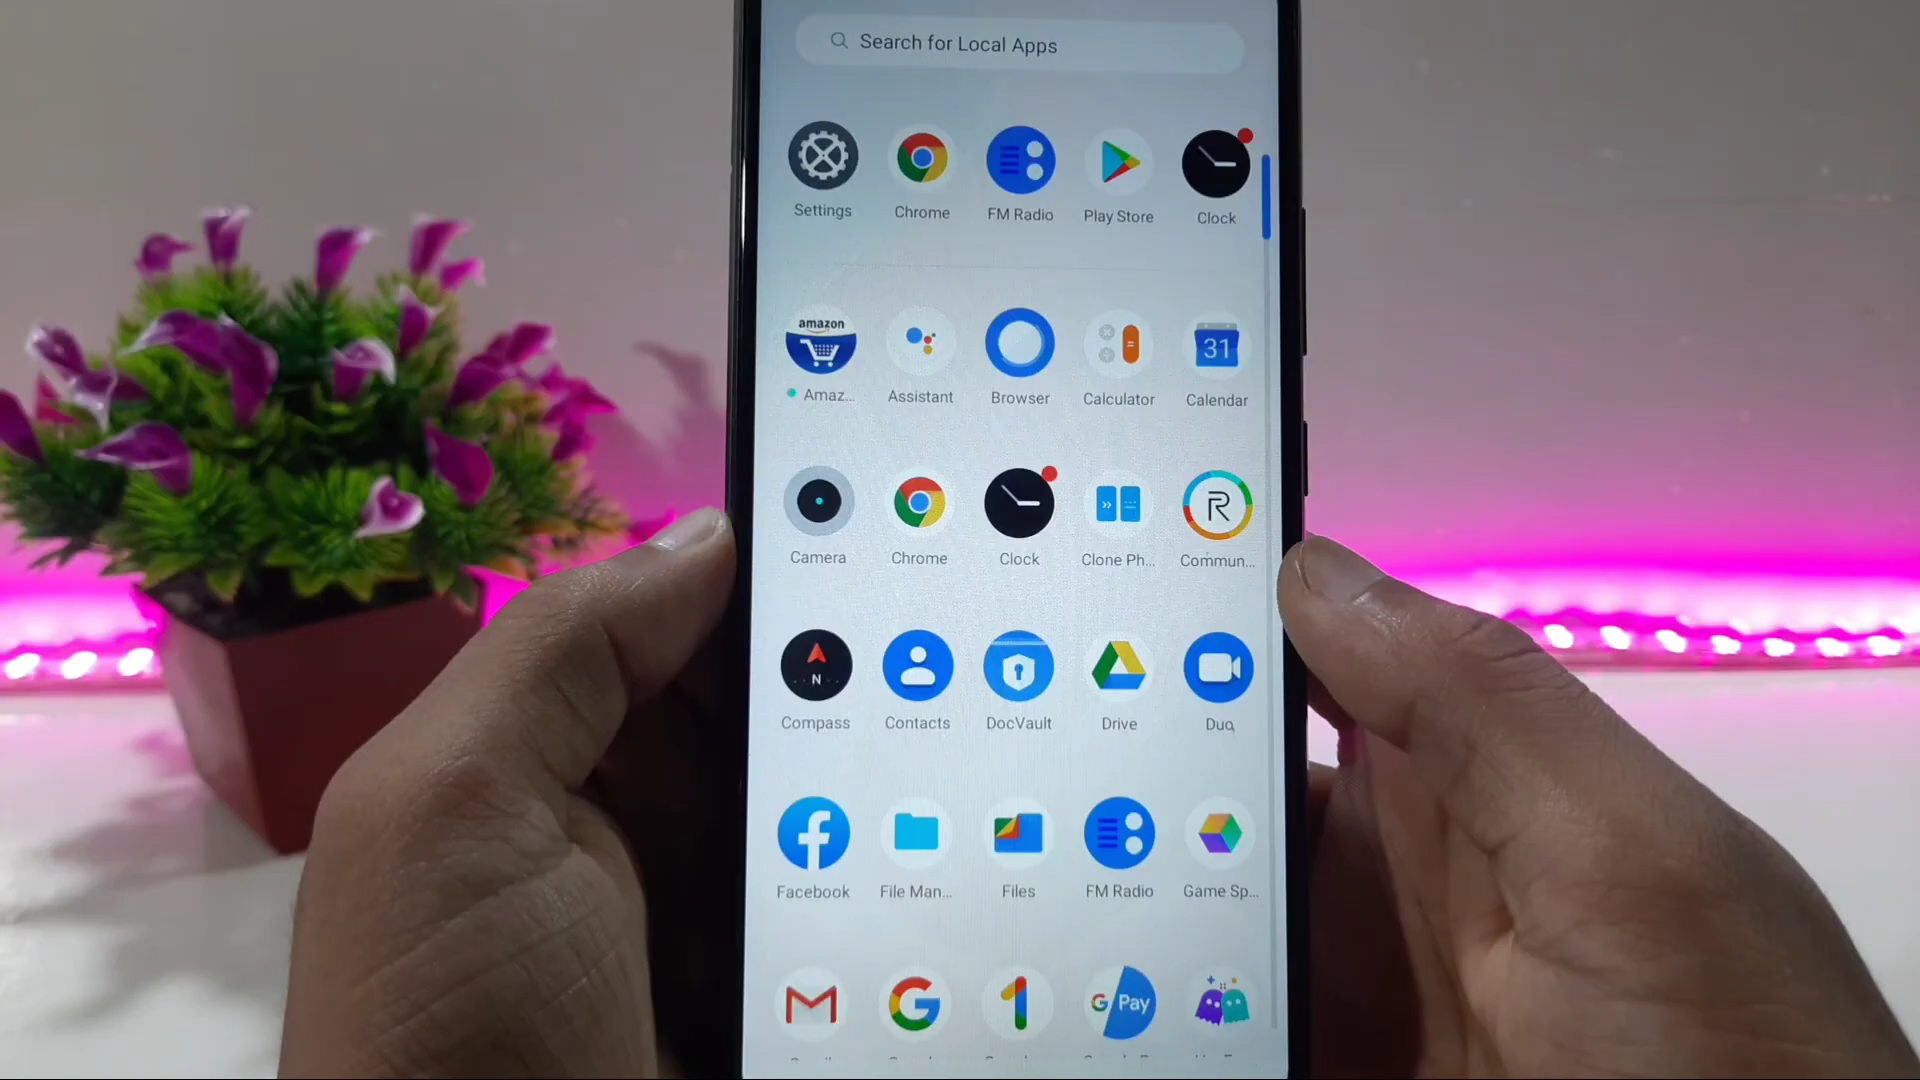 Search for Local Apps
Settings Chrome FM Radio Play Store Clock
amazon 31
Amaz... Assistant Browser Calculator Calendar
R
Camera Chrome Clock Clone Ph... Commun...
N
Compass Contacts DocVault Drive Duo
f
Facebook File Man... Files FM Radio Game Sp...
M G 1 G Pay